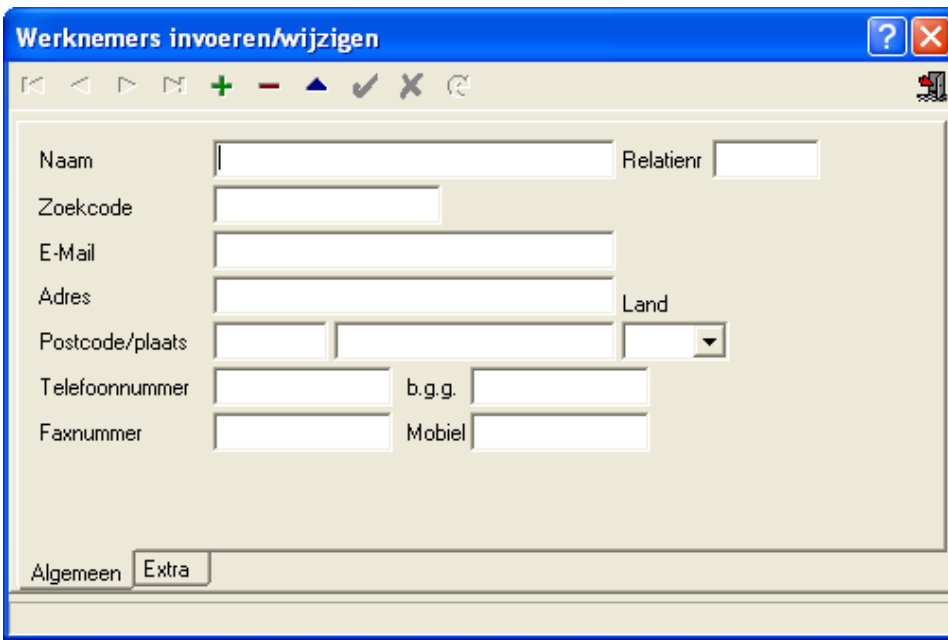 Werknemers invoeren/wijzigen
Naam Relatienr
Zoekcode
E-Mail
Adres
Land
Postcode/plaats
Telefoonnummer b.g.g.
Faxnummer Mobiel
Algemeen Extra